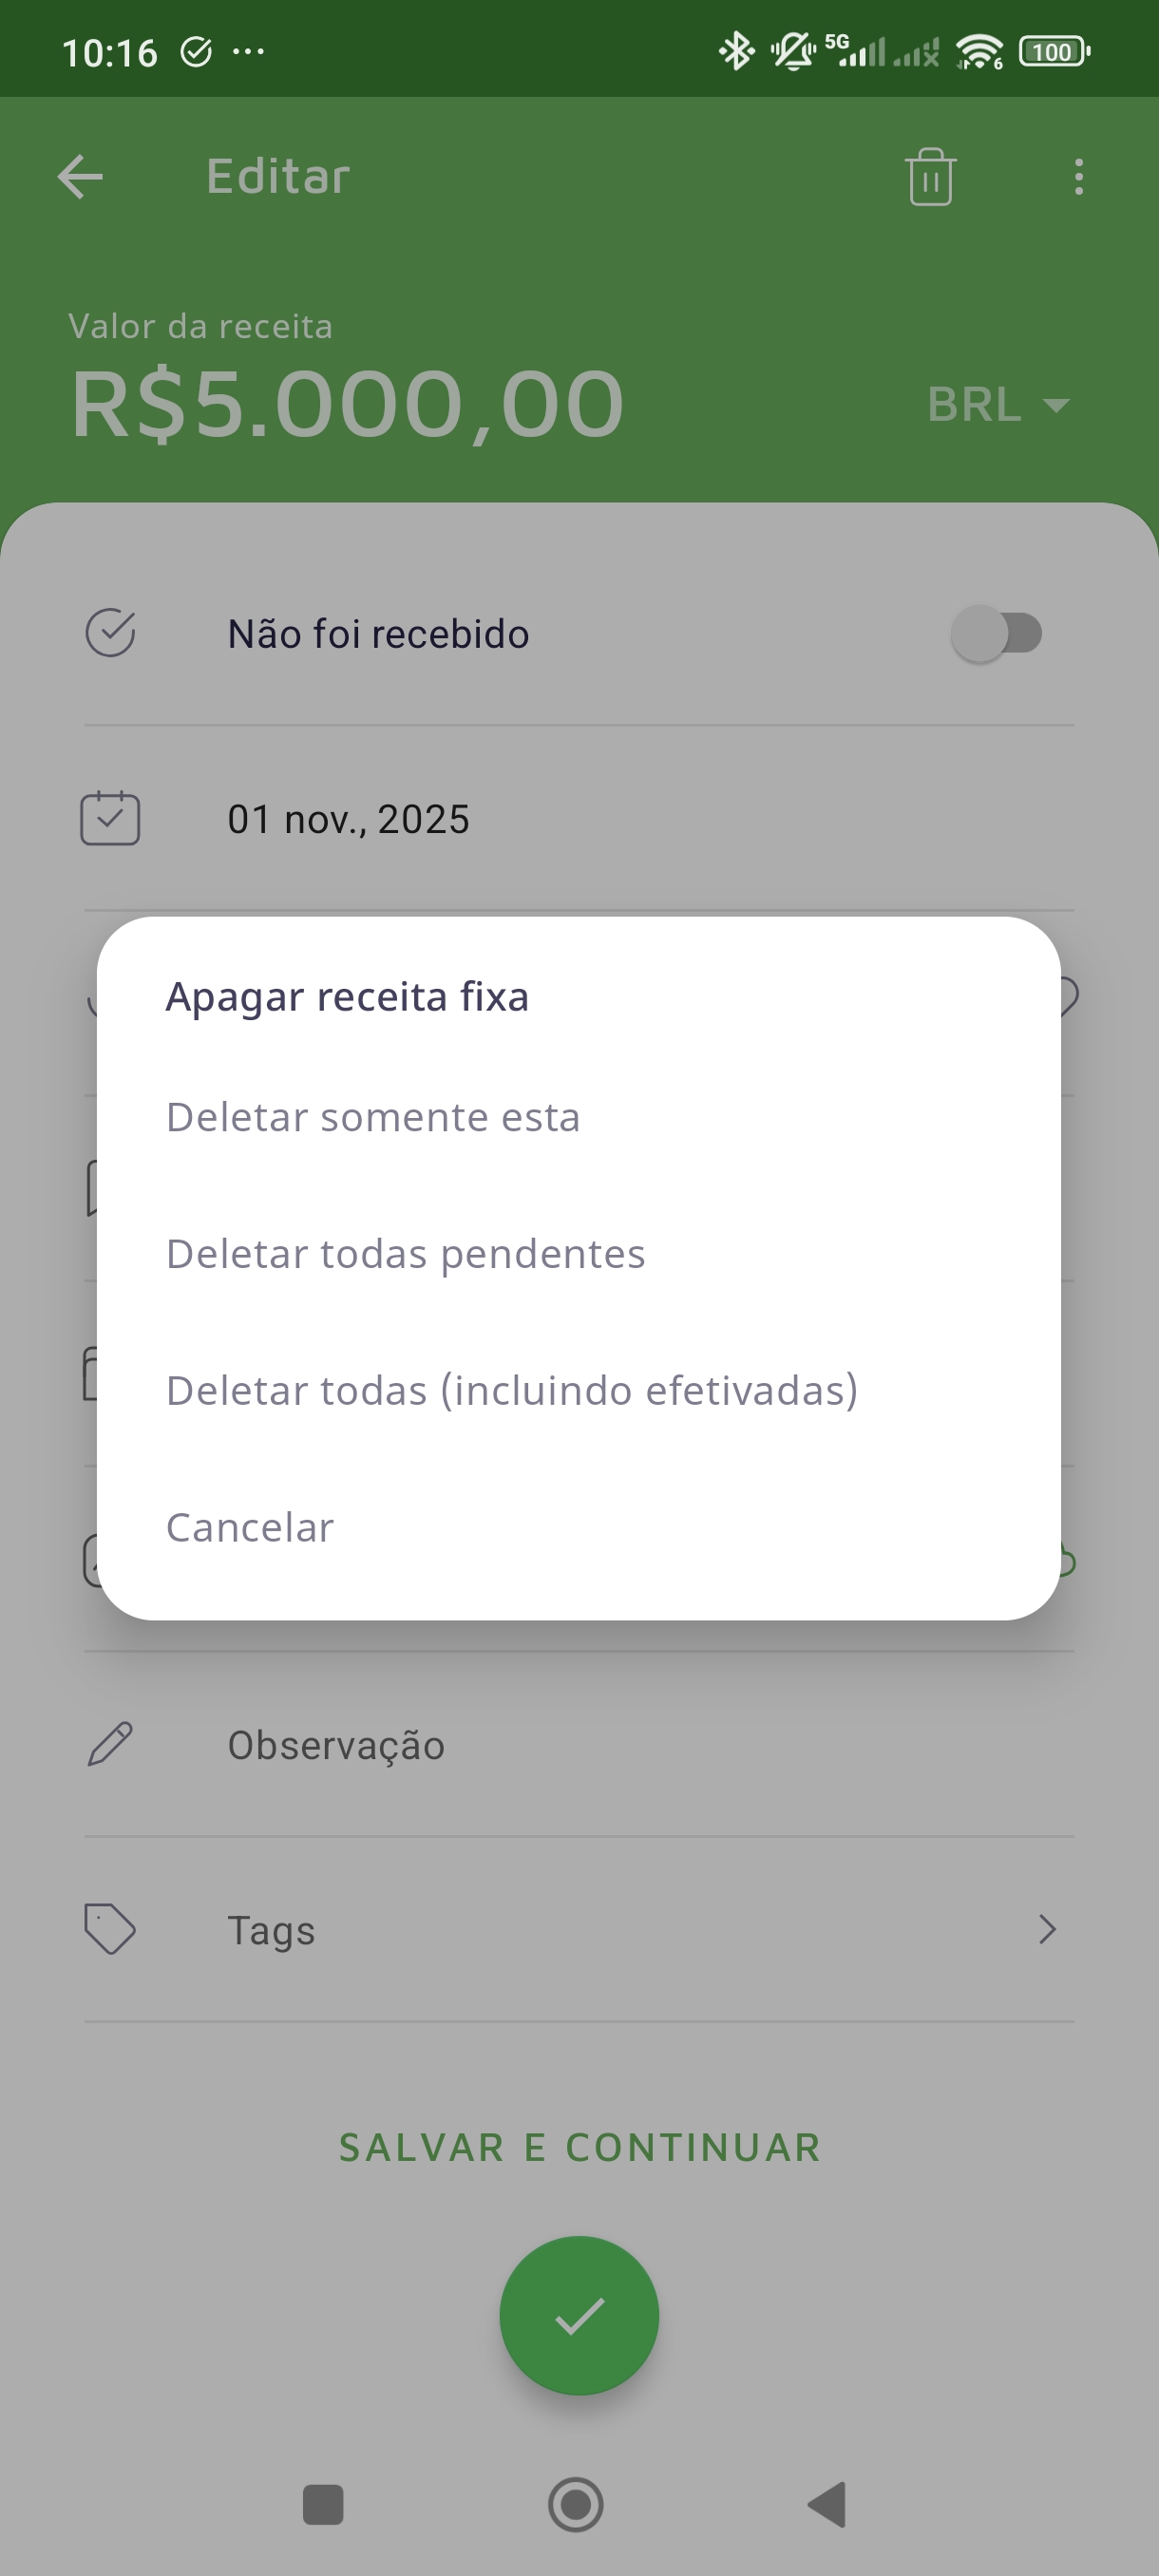 10:16
5G
6
100
Editar
Valor da receita
R$5.000,00
BRL
Não foi recebido
01 nov., 2025
Apagar receita fixa
Deletar somente esta
Deletar todas pendentes
Deletar todas (incluindo efetivadas)
Cancelar
Observação
Tags
SALVAR E CONTINUAR